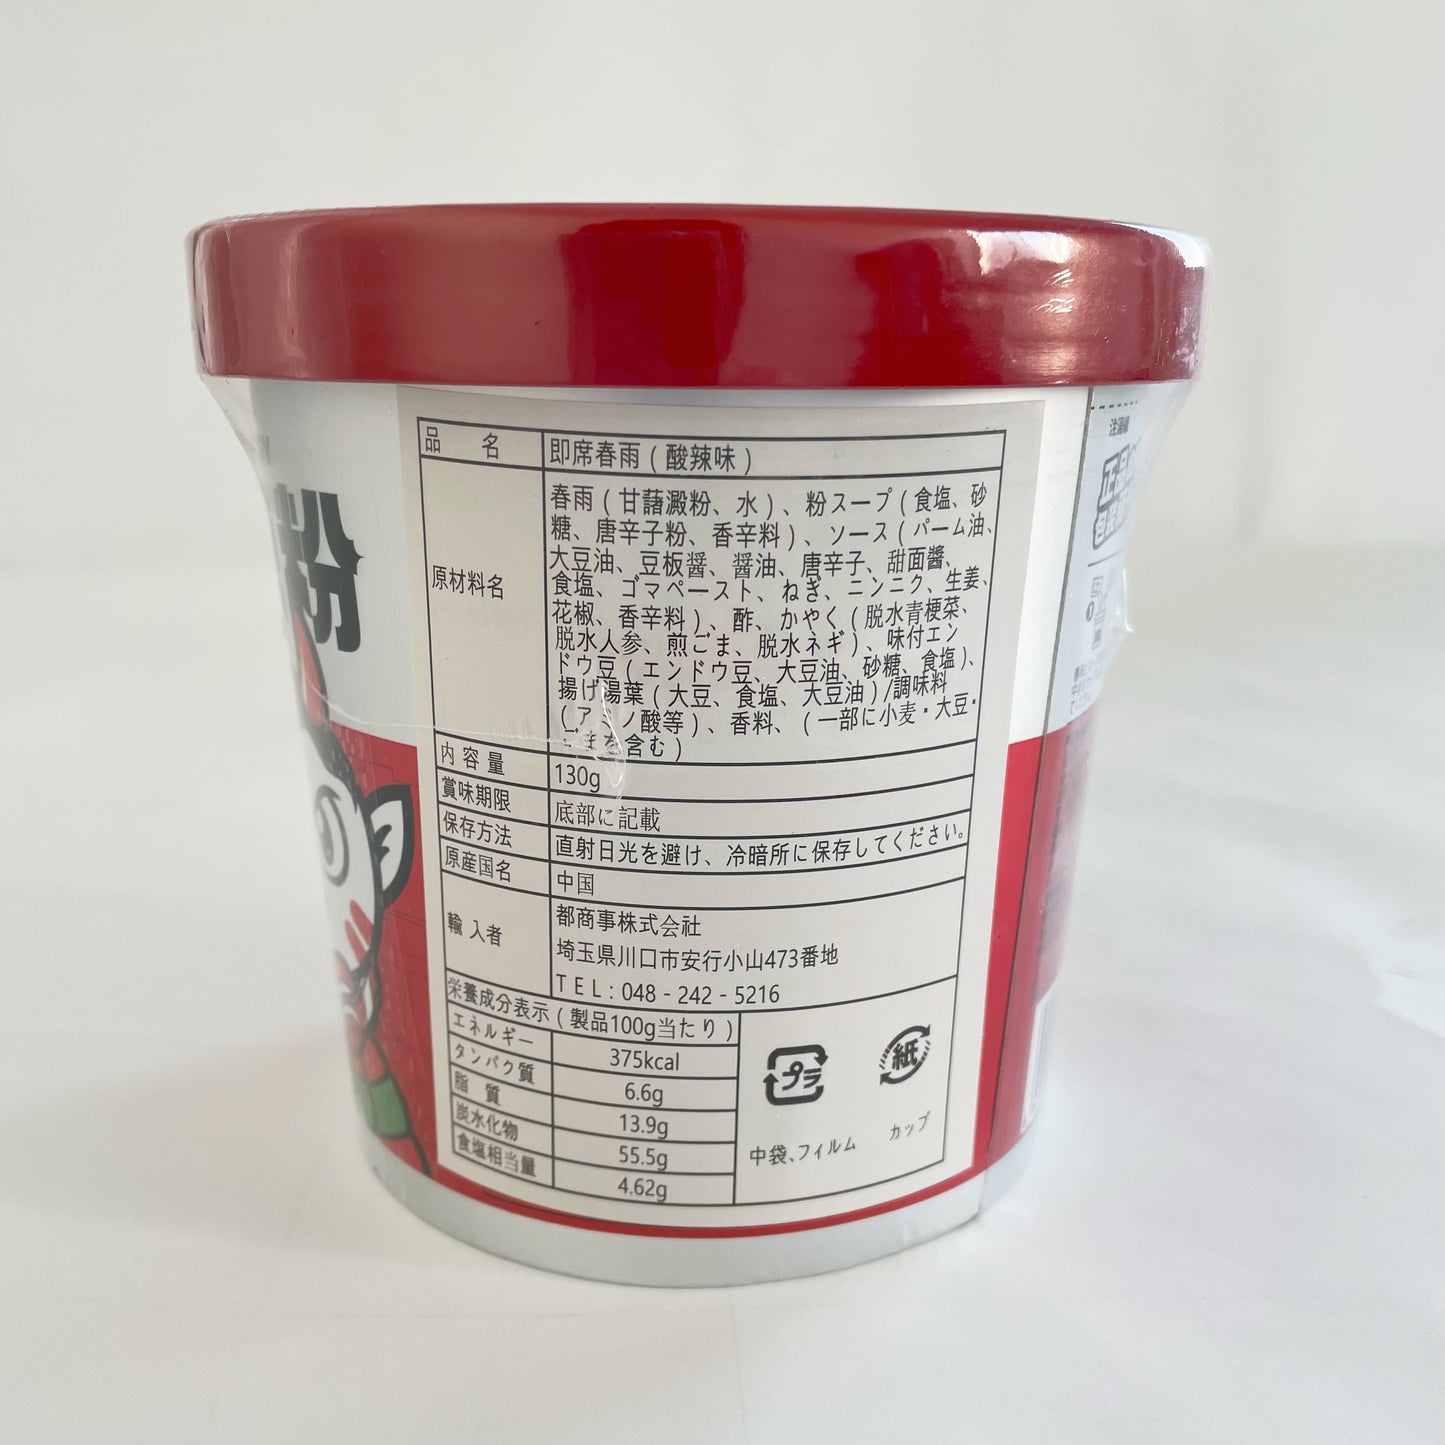 粉
品 名 即席春雨(酸辣味)
原材料名
春雨(甘藷澱粉、水)、粉スープ(食塩、砂
糖、唐辛子粉、香辛料)、ソース(パーム油、
大豆油、豆板醤、醤油、唐辛子、甜面醬、
食塩、ゴマペースト、ねぎ、ニンニク、生姜、
花椒、香辛料)、酢、かやく(脱水青梗菜、
脱水人参、煎ごま、脱水ネギ)、味付エン
ドウ豆(エンドウ豆、大豆油、砂糖、食塩)、
揚げ湯葉(大豆、食塩、大豆油)/調味料
(アミノ酸等)、香料、(一部に小麦・大豆・
ごまを含む)
内容量 130g
賞味期限 底部に記載
保存方法 直射日光を避け、冷暗所に保存してください。
原産国名 中国
輸入者 都商事株式会社
埼玉県川口市安行小山473番地
TEL:048-242-5216
栄養成分表示(製品100g当たり)
エネルギー 375kcal
タンパク質 6.6g
脂質 13.9g
炭水化物 55.5g
食塩相当量 4.62g
プラ
中袋、フィルム
紙
カップ